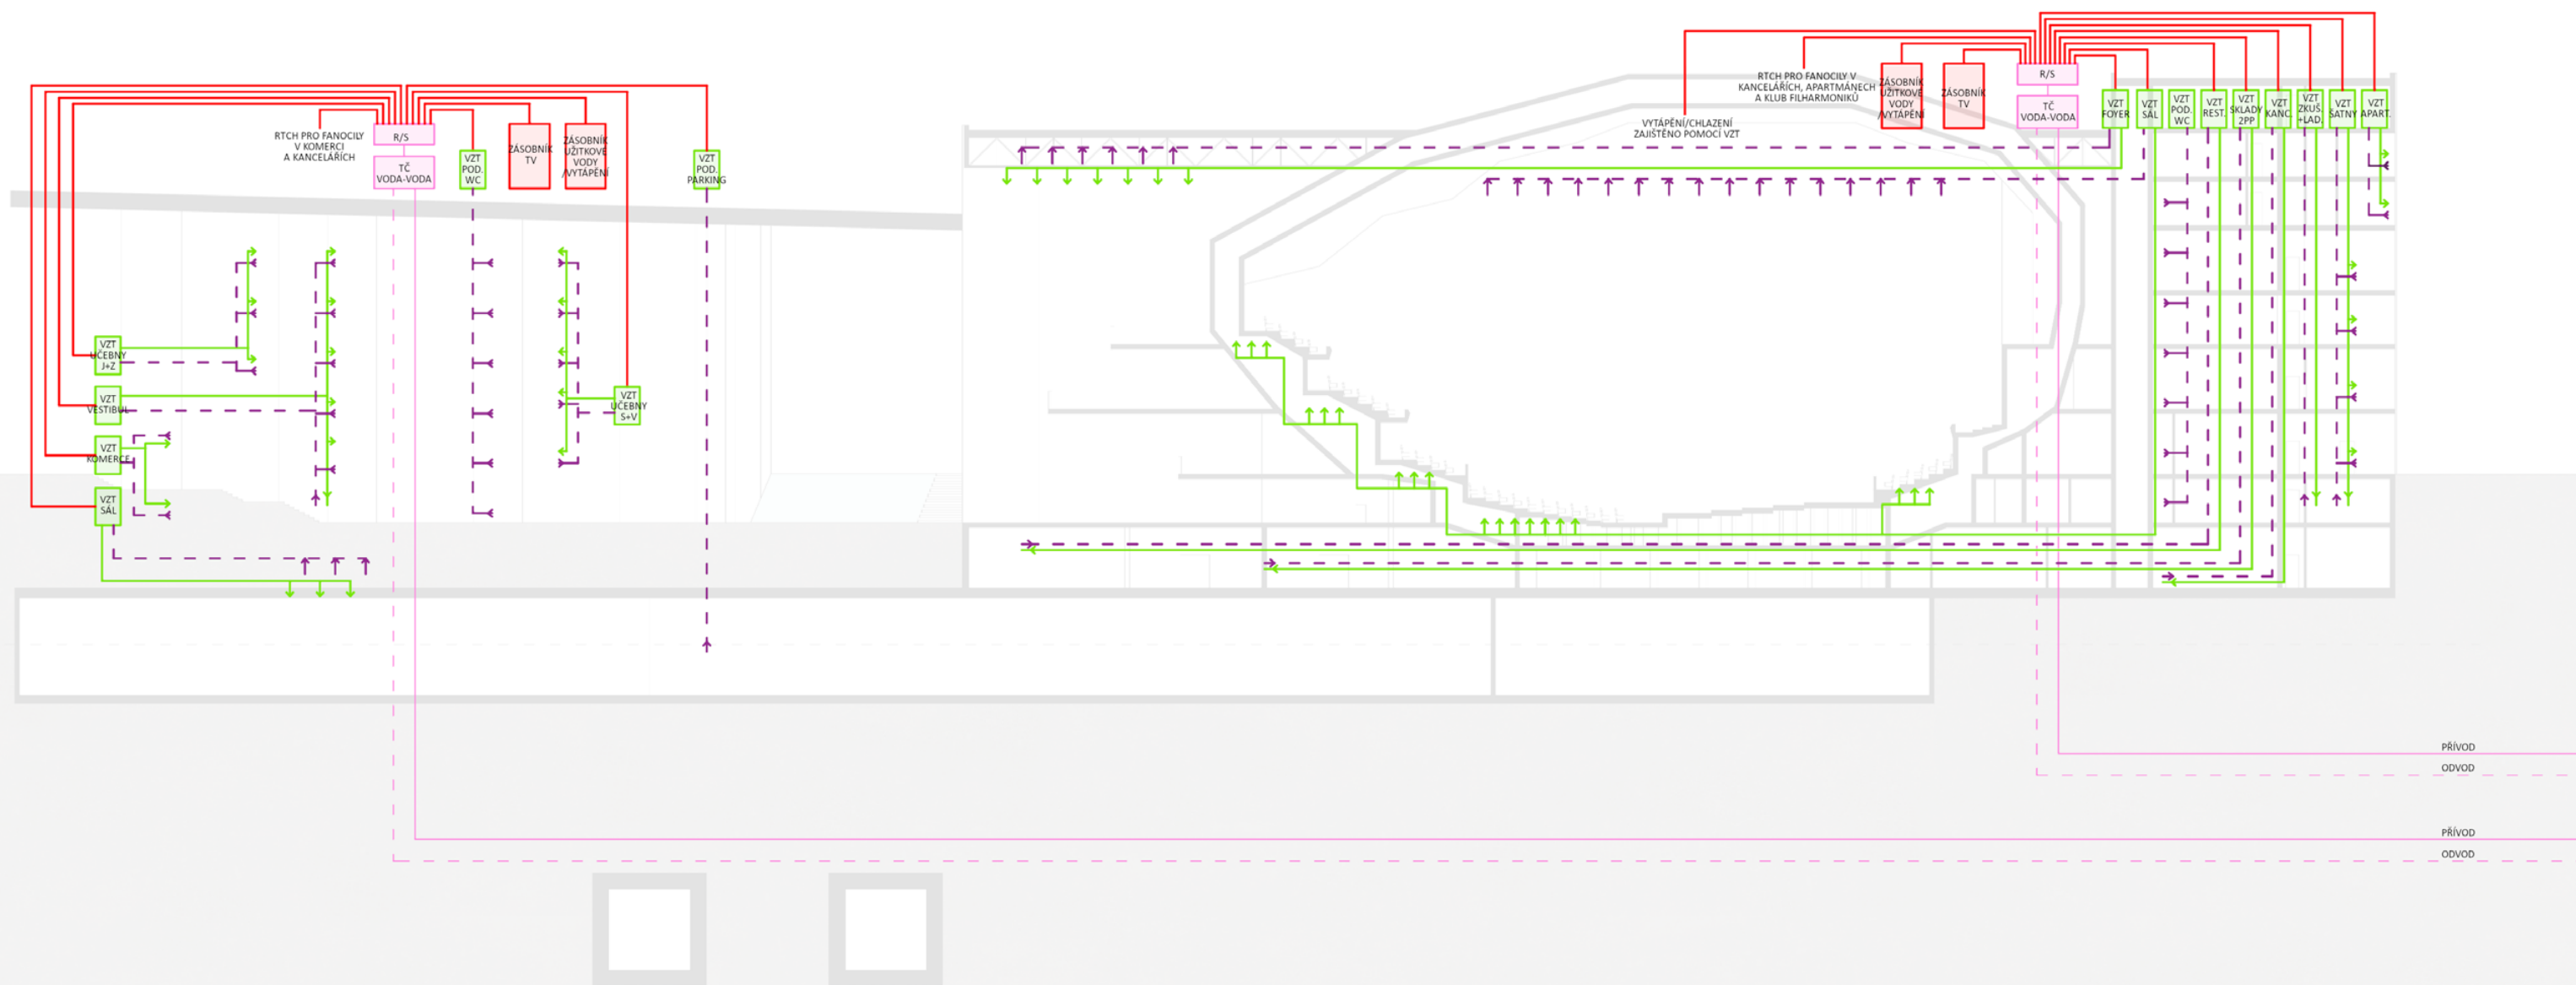 RTCH PRO FANCOILY
V KOMERCI
A KANCELÁŘÍCH
R/S
TČ
VODA-VODA
VZT
POD.
WC
ZÁSOBNÍK
TV
ZÁSOBNÍK
UŽITKOVÉ
VODY
/VYTÁPĚNÍ
VZT
POD.
PARKING
VZT
UČEBNY
J+Z
VZT
VESTIBUL
VZT
KOMERCE
VZT
SÁL
VZT
UČEBNY
S+V
VYTÁPĚNÍ/CHLAZENÍ
ZAJIŠTĚNO POMOCÍ VZT
RTCH PRO FANOCILY V
KANCELÁŘÍCH, APARTMÁNECH
A KLUB FILHARMONIKŮ
ZÁSOBNÍK
UŽITKOVÉ
VODY
/VYTÁPĚNÍ
ZÁSOBNÍK
TV
R/S
TČ
VODA-VODA
VZT
FOYER
VZT
SÁL
VZT
POD.
WC
VZT
REST.
VZT
SKLADY
2PP
VZT
KANC.
VZT
ZKUŠ.
+LAD.
VZT
ŠATNY
VZT
APART.
PŘÍVOD
ODVOD
PŘÍVOD
ODVOD